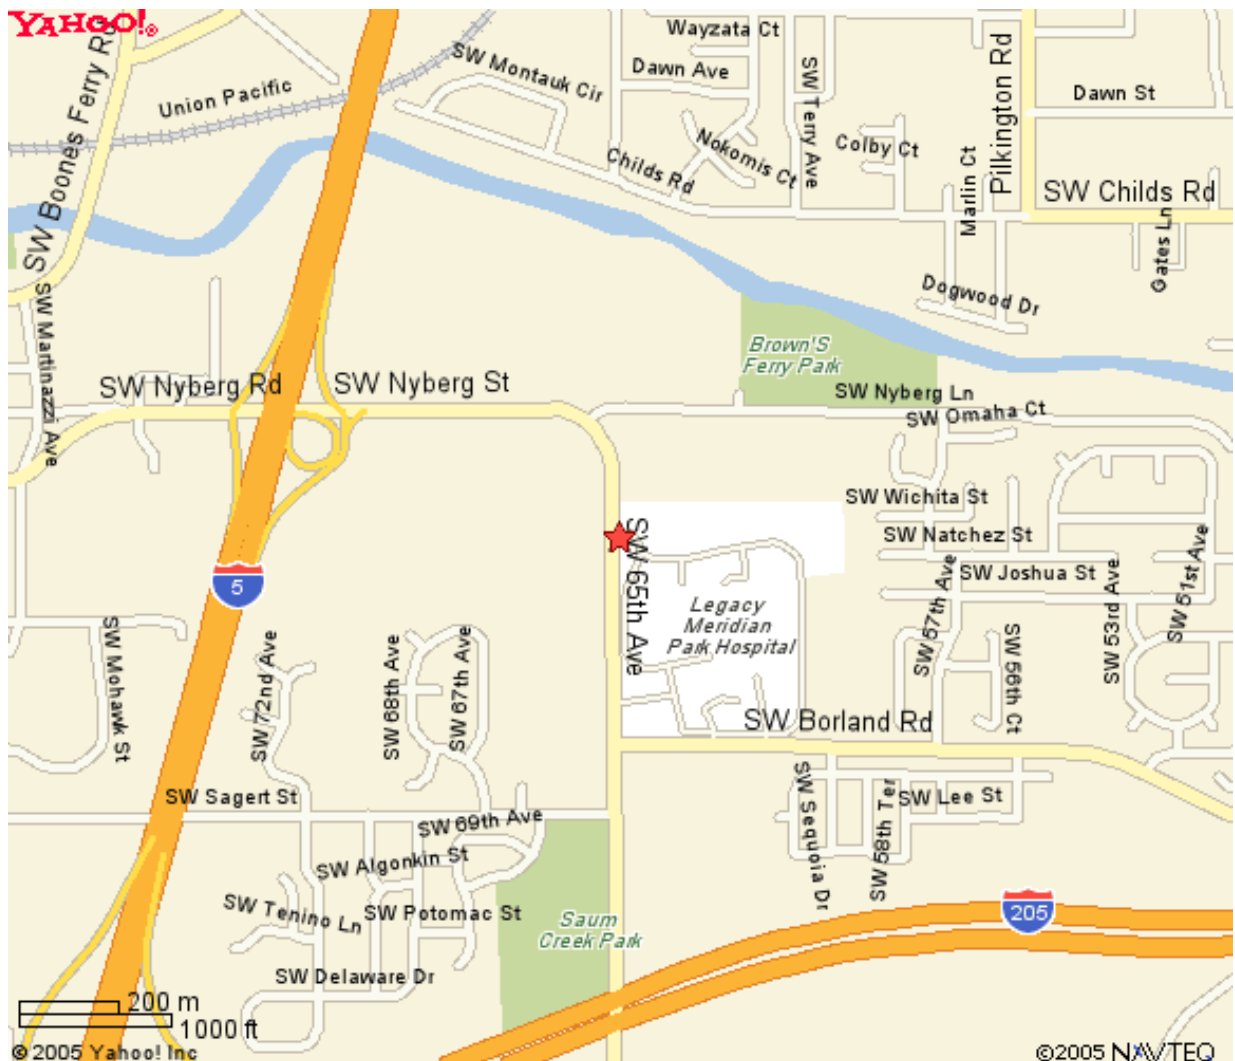 YAHOO!®
Wayzata Ct
SW Montauk Cir
Dawn Ave
SW Terry Ave
Pilkington Rd
Dawn St
Union Pacific
SW Boones Ferry Rd
Nokomis Ct
Colby Ct
Childs Rd
Marlin Ct
SW Childs Rd
Gates Ln
Dogwood Dr
SW Martinazzi Ave
Brown'S
Ferry Park
SW Nyberg Rd
SW Nyberg St
SW Nyberg Ln
SW Omaha Ct
SW Wichita St
SW Natchez St
SW 65th Ave
SW Joshua St
SW 57th Ave
SW 53rd Ave
SW 51st Ave
5
Legacy
Meridian
Park Hospital
SW Mohawk St
SW 72nd Ave
SW 68th Ave
SW 67th Ave
SW 56th Ct
SW Borland Rd
SW Sagert St
SW 69th Ave
SW Sequoia Dr
SW 58th Ter
SW Lee St
SW Algonkin St
SW Tenino Ln
SW Potomac St
Saum
Creek Park
205
SW Delaware Dr
200 m
1000 ft
© 2005 Yahoo! Inc
©2005 NAVTEQ